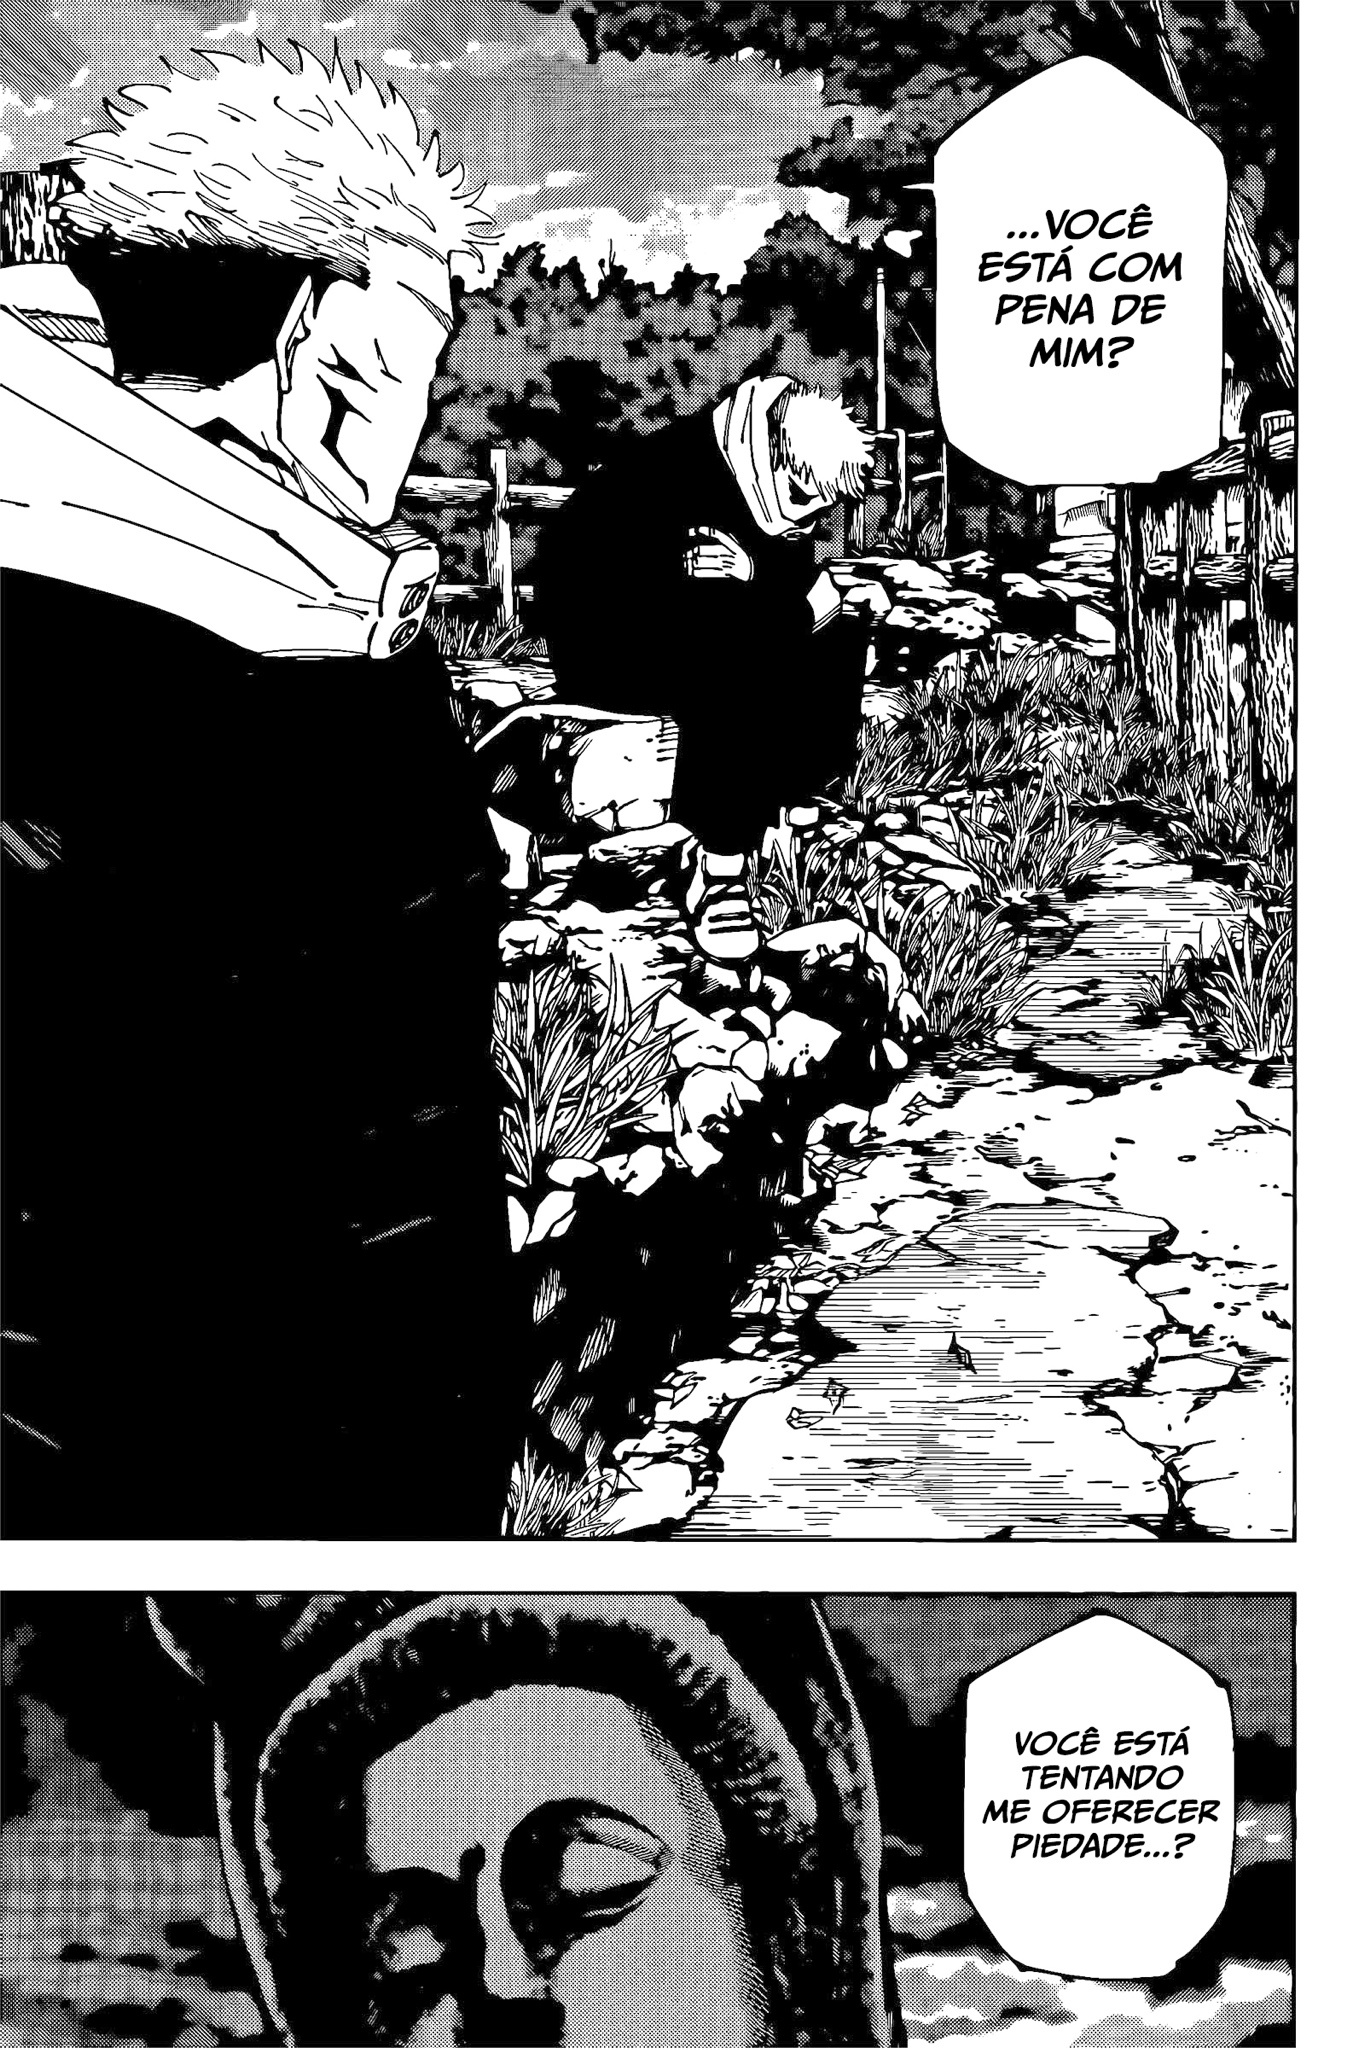 ...VOCÊ
ESTÁ COM
PENA DE
MIM?
VOCÊ ESTÁ
TENTANDO
ME OFERECER
PIEDADE...?